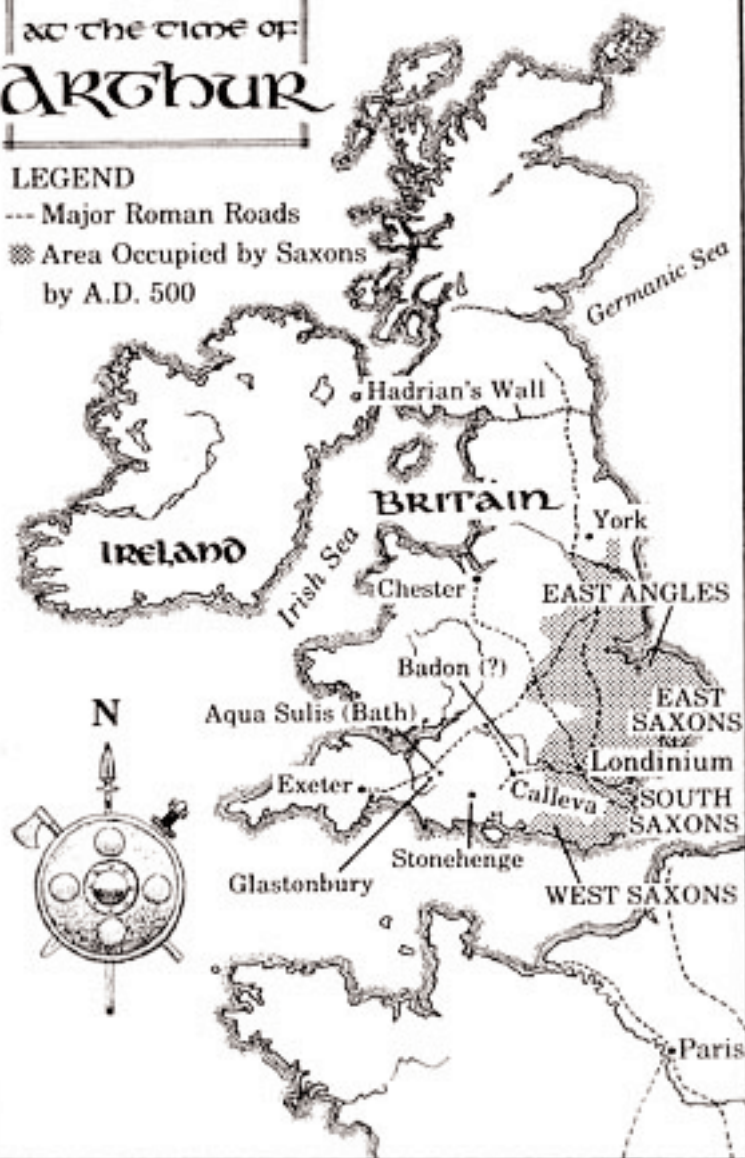 at the time of
Arthur
LEGEND
--- Major Roman Roads
Area Occupied by Saxons
by A.D. 500
Germanic Sea
Hadrian's Wall
BRITAIN
York
IRELAND
Irish Sea
Chester
EAST ANGLES
Badon (?)
EAST
SAXONS
N
Aqua Sulis (Bath)
Londinium
Exeter
Calleva
SOUTH
SAXONS
Stonehenge
Glastonbury
WEST SAXONS
Paris